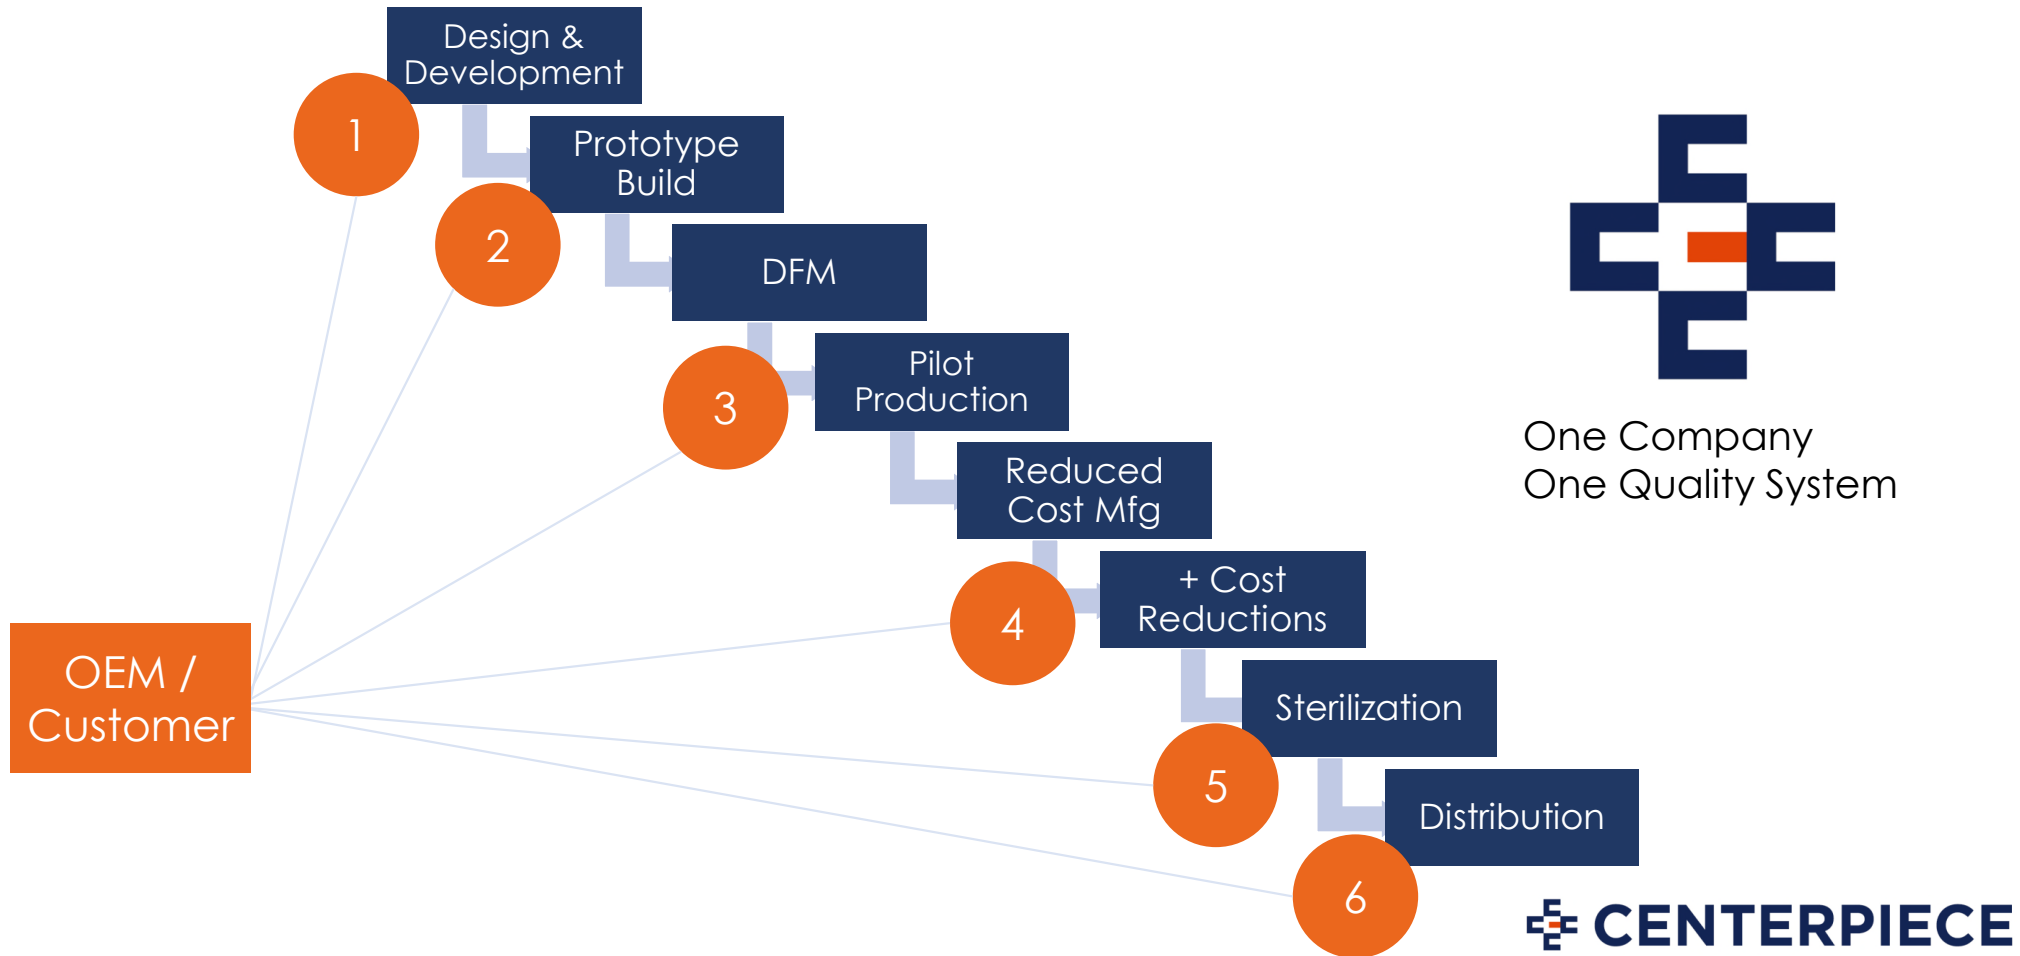 Design &
Development
1
Prototype
Build
2
DFM
Pilot
Production
3
Reduced
Cost Mfg
One Company
One Quality System
+ Cost
Reductions
4
OEM /
Customer
Sterilization
5
Distribution
6
CENTERPIECE